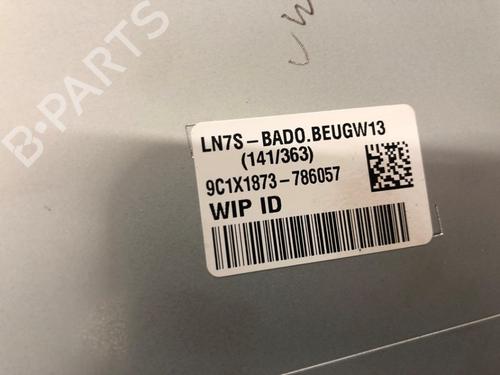 B-PARTS
LN7S-BADO.BEUGW13
(141/363)
9C1X1873-786057
WIP ID